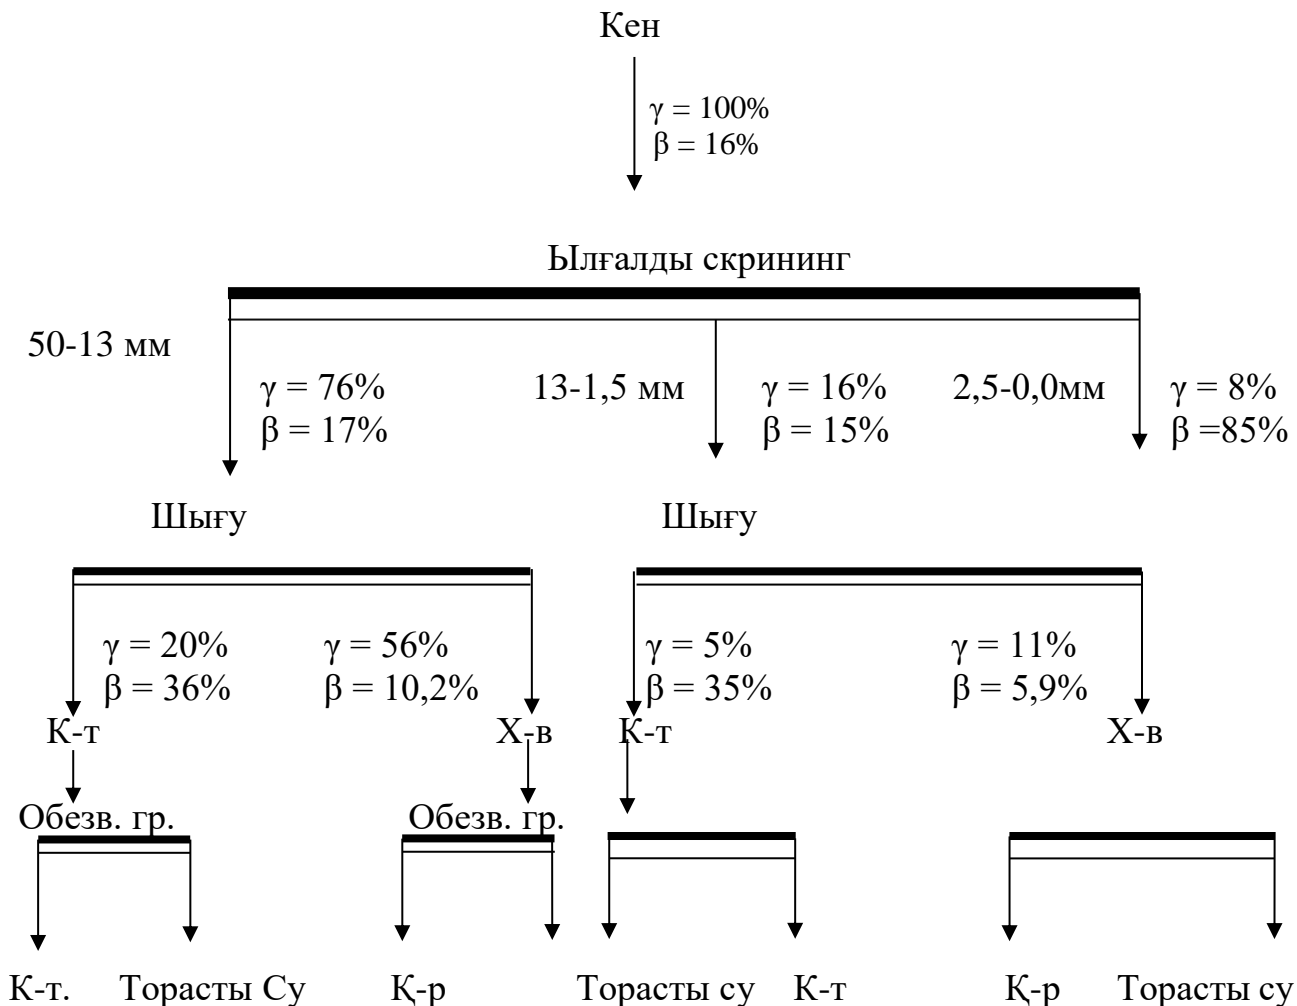 Кен
γ = 100%
β = 16%
Ылғалды скрининг
50-13 мм
γ = 76%
β = 17%
13-1,5 мм
γ = 16%
β = 15%
2,5-0,0мм
γ = 8%
β =85%
Шығу
Шығу
γ = 20%
β = 36%
γ = 56%
β = 10,2%
γ = 5%
β = 35%
γ = 11%
β = 5,9%
К-т
Х-в
К-т
Х-в
Обезв. гр.
Обезв. гр.
К-т.
Торасты Су
Қ-р
Торасты су
К-т
Қ-р
Торасты су